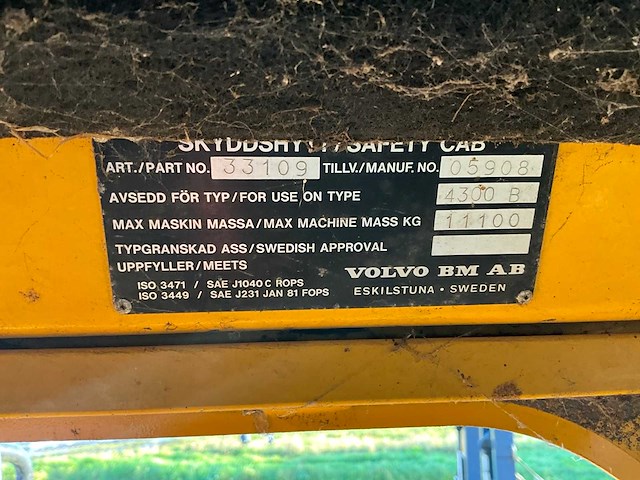 SAFETY CAB
ART./PART NO. 33109 TILLV./MANUF. NO. 05908
AVSEDD FÖR TYP/FOR USE ON TYPE 4300 B
MAX MASKIN MASSA/MAX MACHINE MASS KG 11100
TYPGRANSKAD ASS/SWEDISH APPROVAL
UPPFYLLER/MEETS
VOLVO BM AB
ISO 3471 / SAE J1040 C ROPS
ISO 3449 / SAE J231 JAN 81 FOPS
ESKILSTUNA • SWEDEN